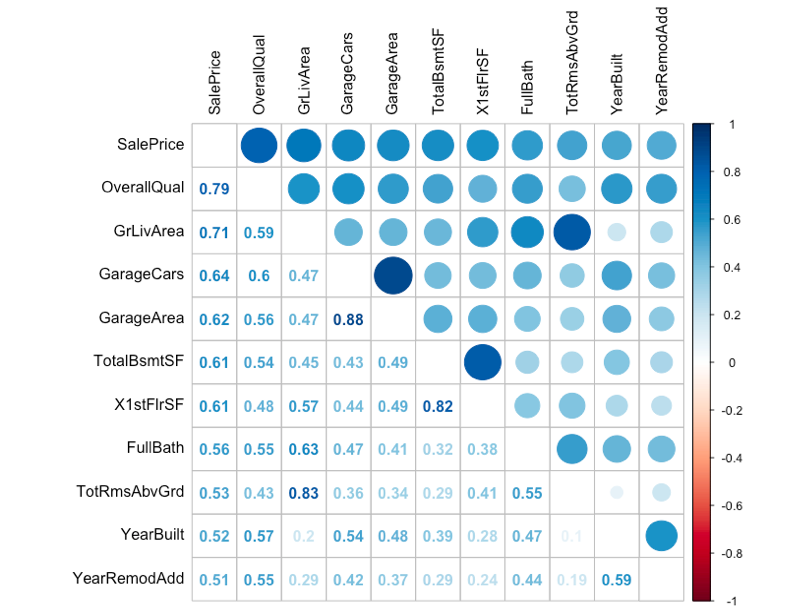 SalePrice OverallQual GrLivArea GarageCars GarageArea TotalBsmtSF X1stFlrSF FullBath TotRmsAbvGrd YearBuilt YearRemodAdd
SalePrice
OverallQual 0.79
GrLivArea 0.71 0.59
GarageCars 0.64 0.6 0.47
GarageArea 0.62 0.56 0.47 0.88
TotalBsmtSF 0.61 0.54 0.45 0.43 0.49
X1stFlrSF 0.61 0.48 0.57 0.44 0.49 0.82
FullBath 0.56 0.55 0.63 0.47 0.41 0.32 0.38
TotRmsAbvGrd 0.53 0.43 0.83 0.36 0.34 0.29 0.41 0.55
YearBuilt 0.52 0.57 0.2 0.54 0.48 0.39 0.28 0.47 0.1
YearRemodAdd 0.51 0.55 0.29 0.42 0.37 0.29 0.24 0.44 0.19 0.59
1
0.8
0.6
0.4
0.2
0
-0.2
-0.4
-0.6
-0.8
-1